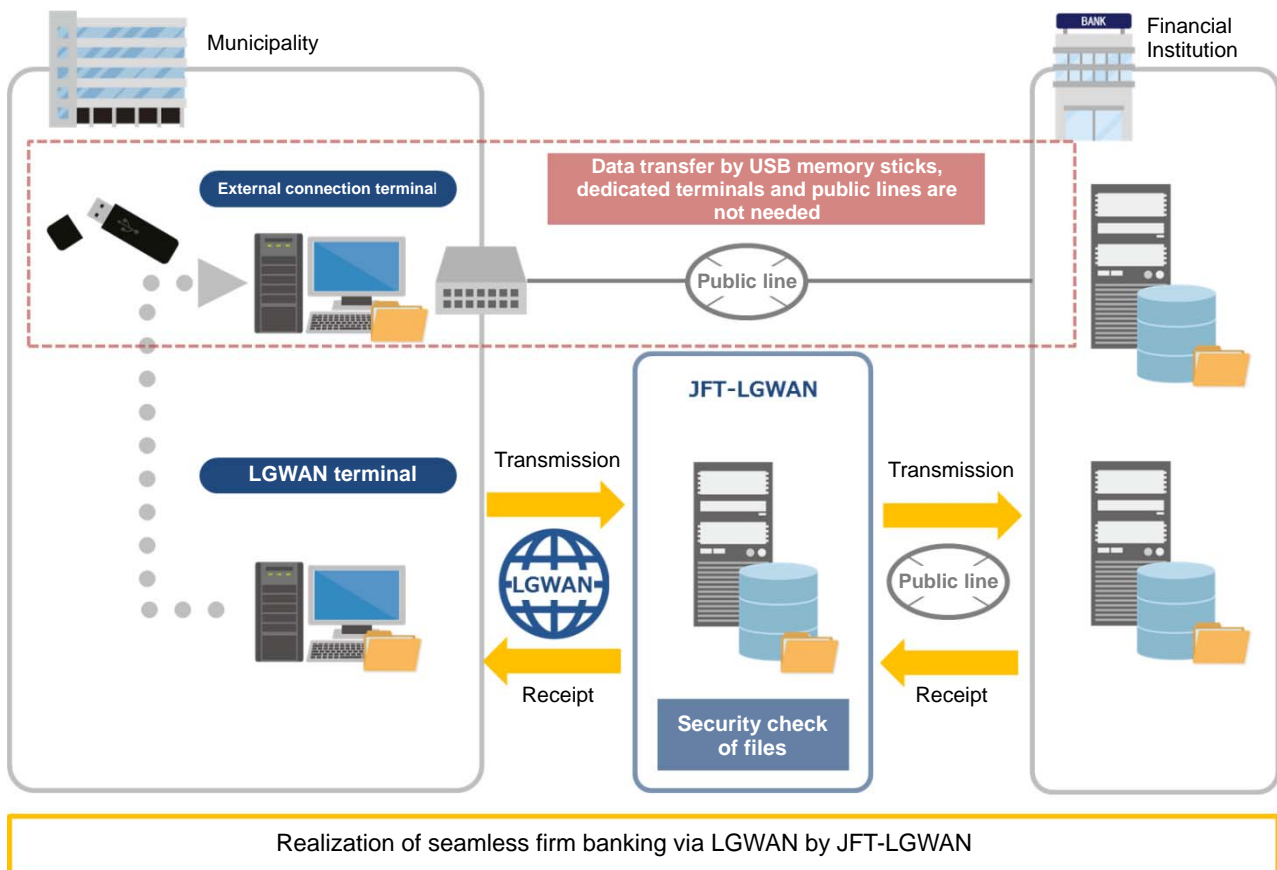 Municipality
BANK
Financial
Institution
Data transfer by USB memory sticks,
dedicated terminals and public lines are
not needed
External connection terminal
Public line
JFT-LGWAN
LGWAN terminal
Transmission
Transmission
LGWAN
Public line
Receipt
Receipt
Security check
of files
Realization of seamless firm banking via LGWAN by JFT-LGWAN